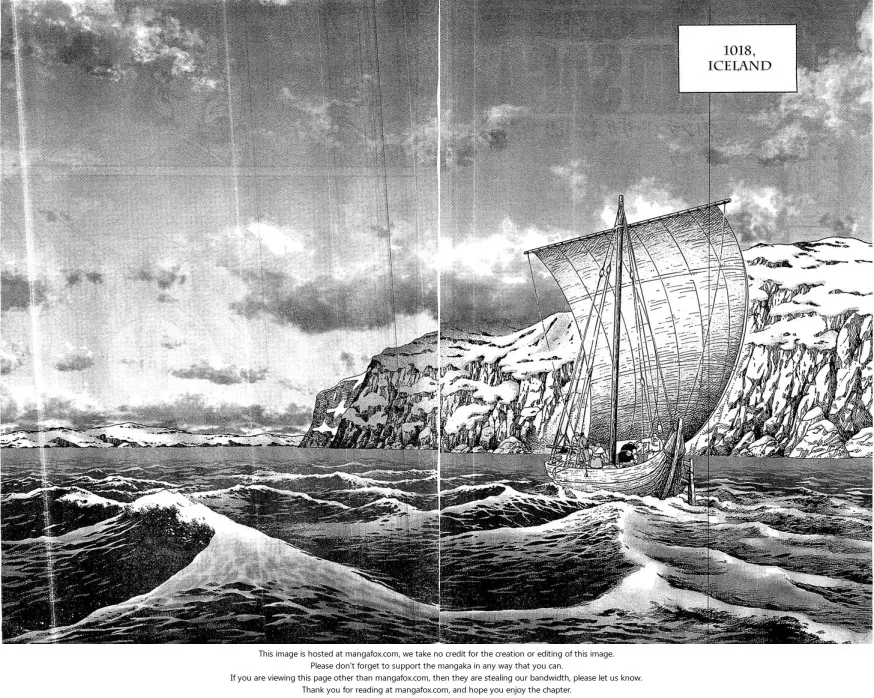 1018,
ICELAND
This image is hosted at mangafox.com, we take no credit for the creation or editing of this image.
Please don't forget to support the mangaka in any way that you can.
If you are viewing this page other than mangafox.com, then they are stealing our bandwidth, please let us know.
Thank you for reading at mangafox.com, and hope you enjoy the chapter.